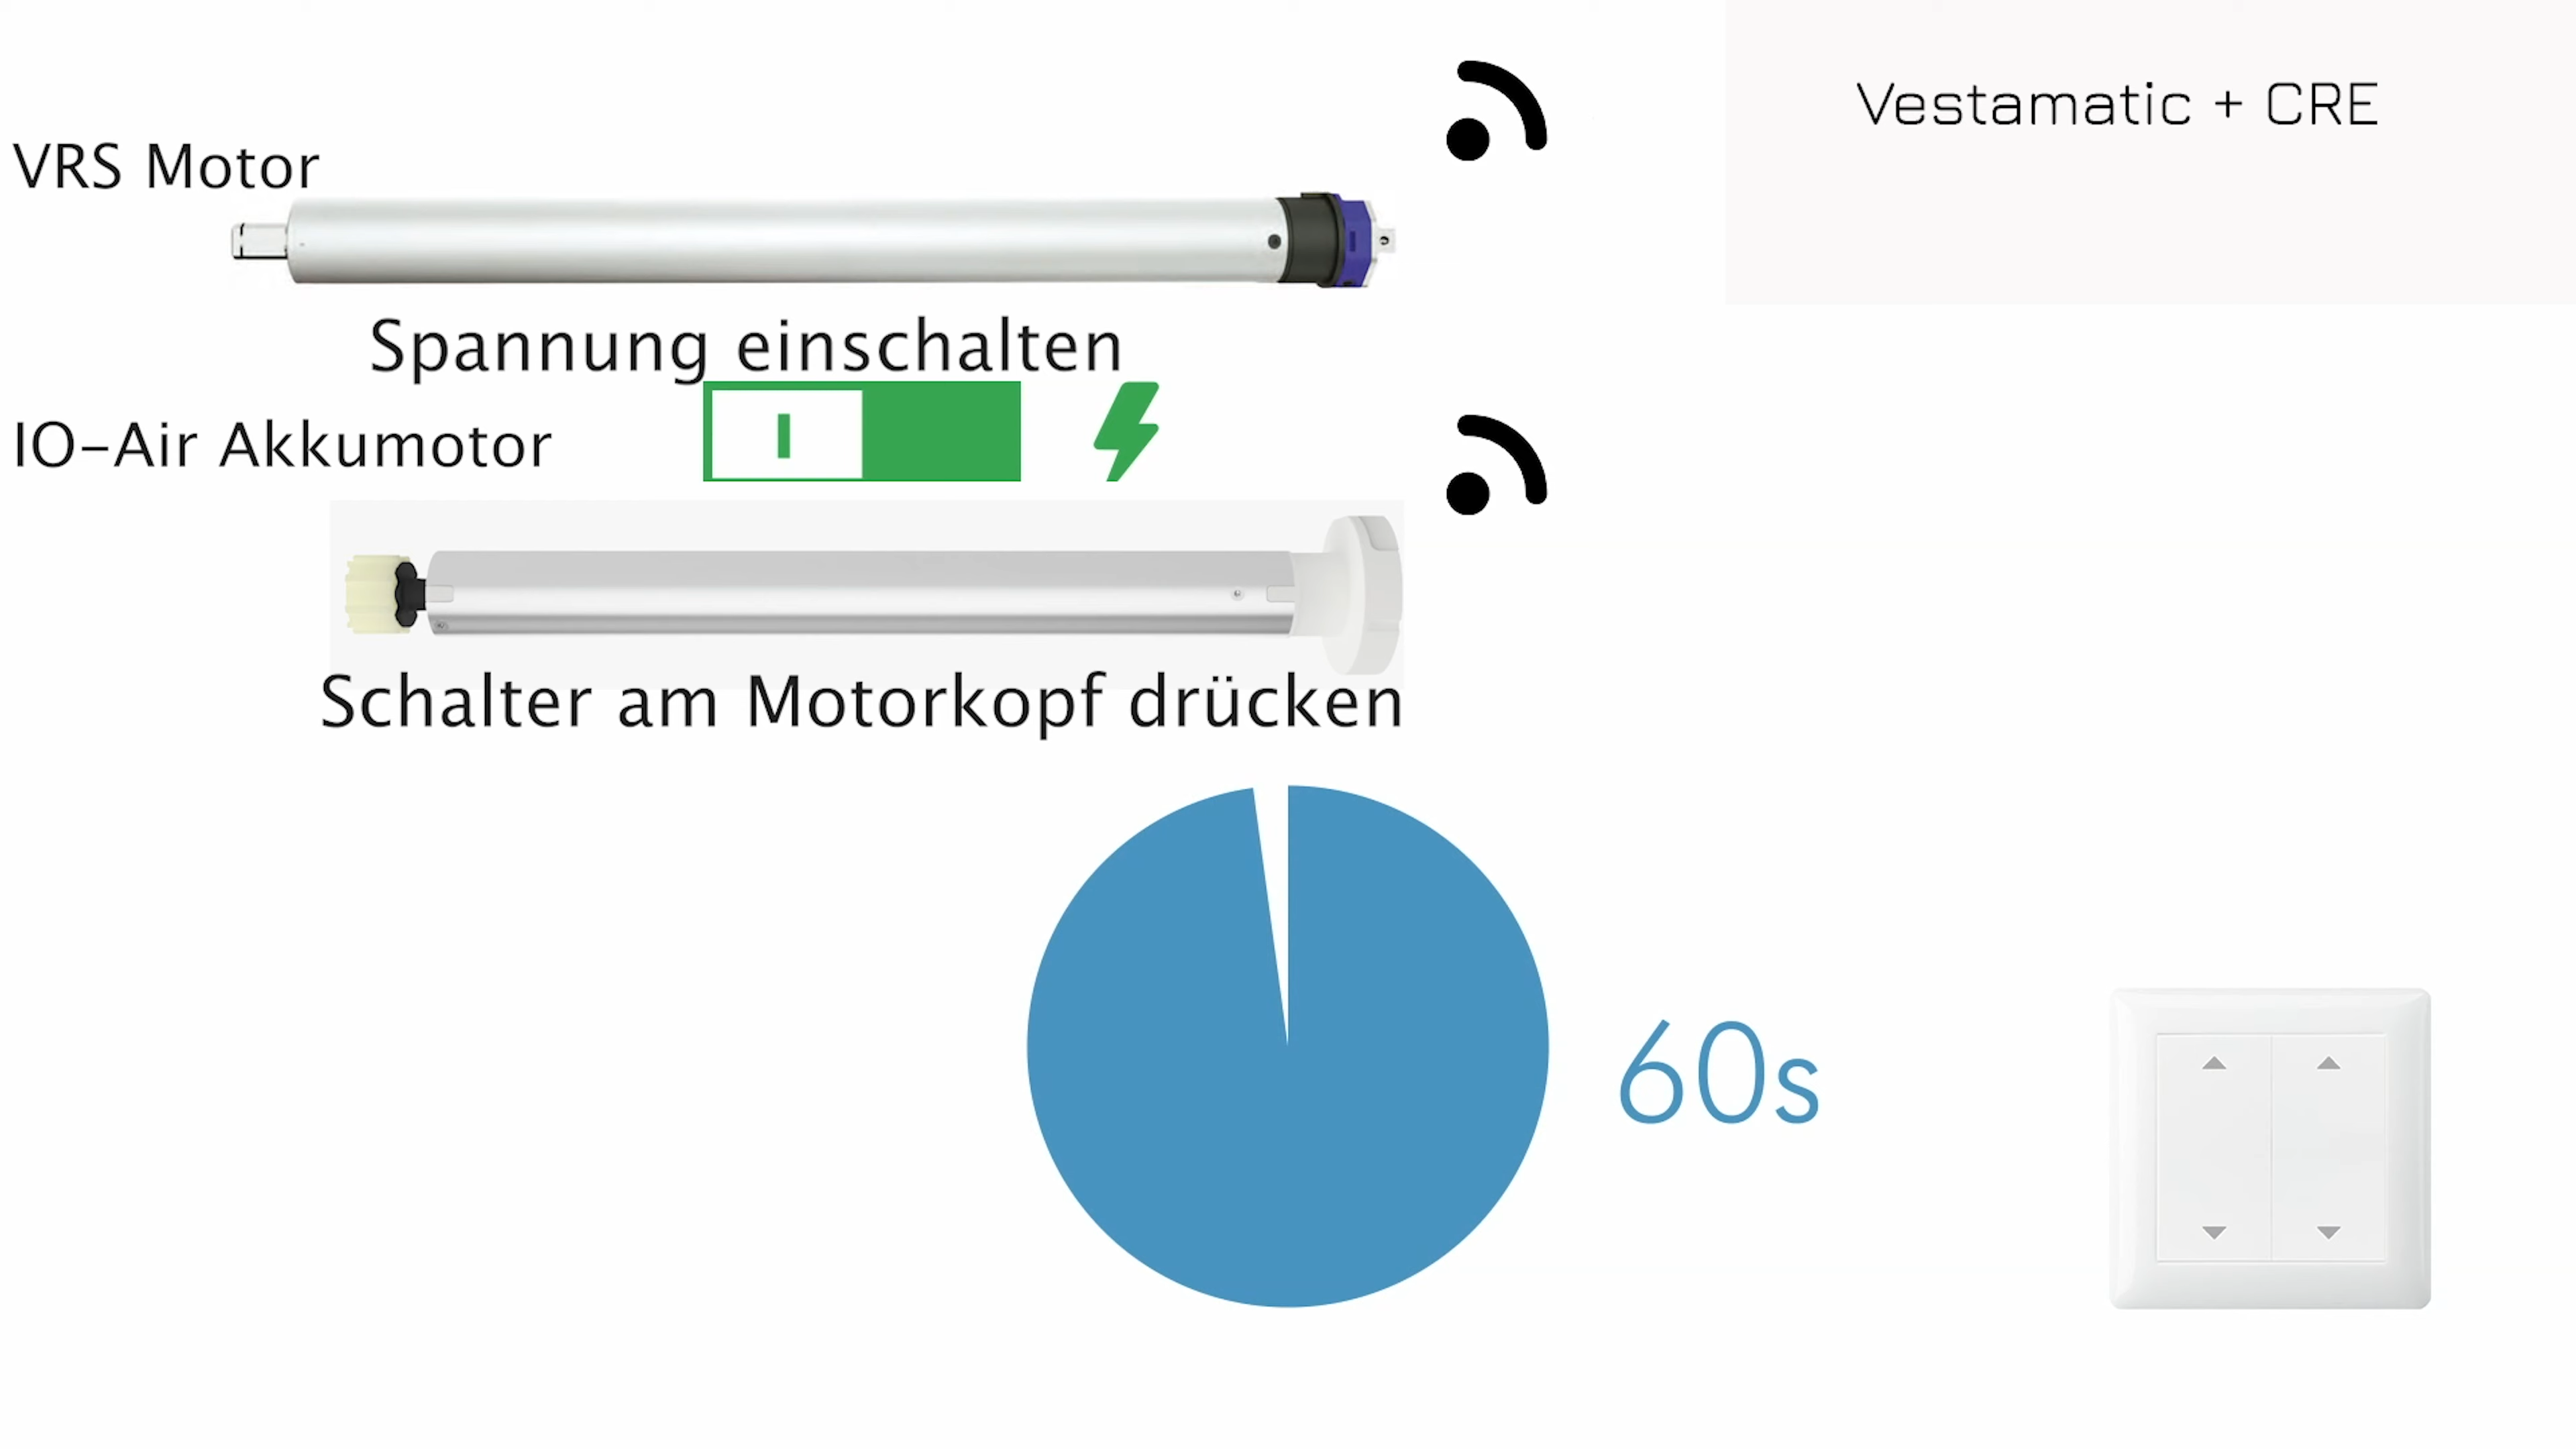 Vestamatic + CRE
VRS Motor
Spannung einschalten
IO-Air Akkumotor
Schalter am Motorkopf drücken
60s